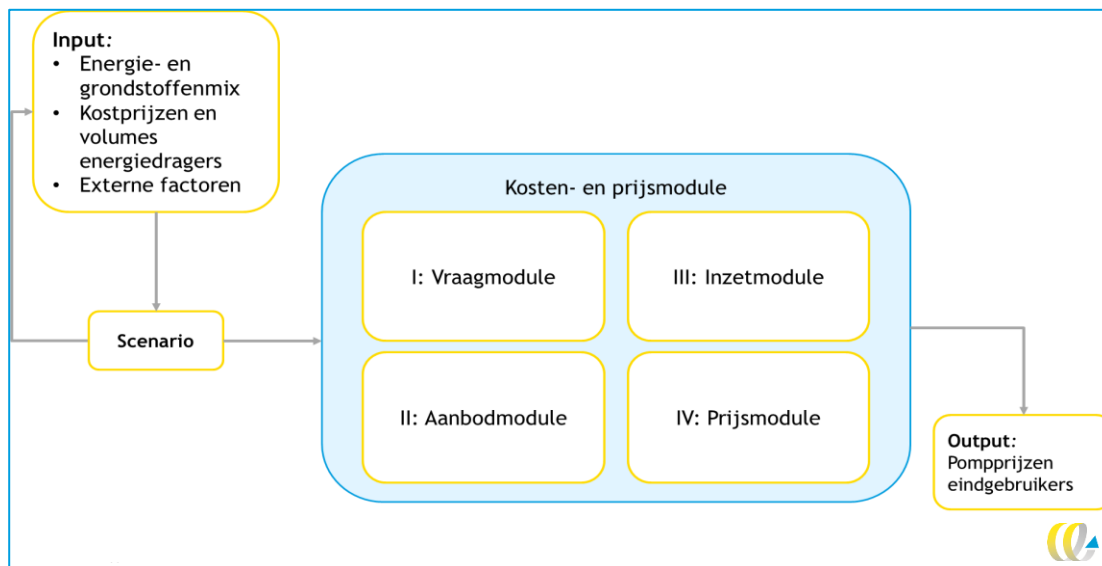 Input:
• Energie- en
grondstoffenmix
• Kostprijzen en
volumes
energiedragers
• Externe factoren
Scenario
Kosten- en prijsmodule
I: Vraagmodule
III: Inzetmodule
II: Aanbodmodule
IV: Prijsmodule
Output:
Pompprijzen
eindgebruikers